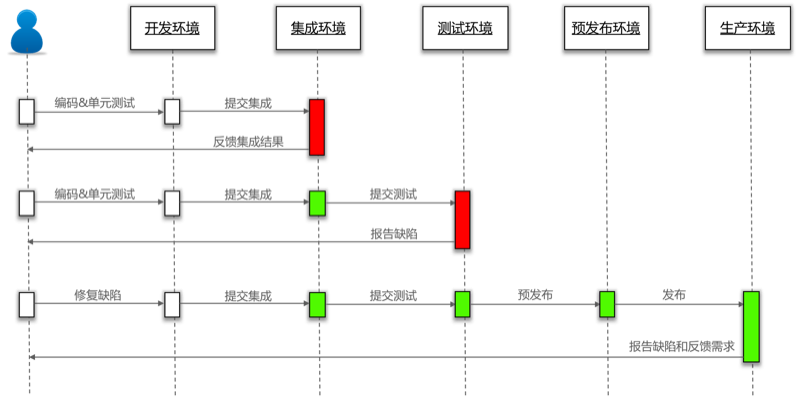 开发环境
集成环境
测试环境
预发布环境
生产环境
编码&单元测试
提交集成
反馈集成结果
编码&单元测试
提交集成
提交测试
报告缺陷
修复缺陷
提交集成
提交测试
预发布
发布
报告缺陷和反馈需求